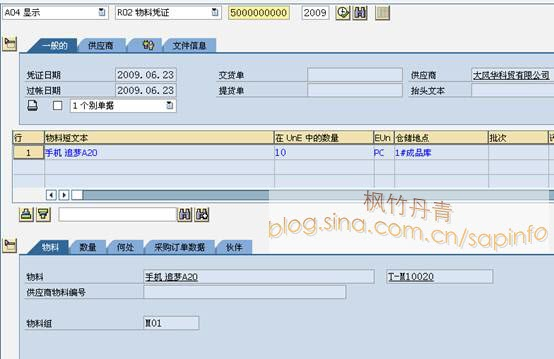 A04 显示 R02 物料凭证 5000000000 2009
一般的 供应商 文件信息
凭证日期 2009.06.23 交货单 供应商 大风华科贸有限公司
过帐日期 2009.06.23 提货单 抬头文本
1 个别单据
行 物料短文本 在 UnE 中的数量 EUn 仓储地点 批次
1 手机 追梦A20 10 PC 1#成品库
枫竹丹青
blog.sina.com.cn/sapinfo
物料 数量 何处 采购订单数据 伙伴
物料 手机 追梦A20 T-M10020
供应商物料编号
物料组 M01